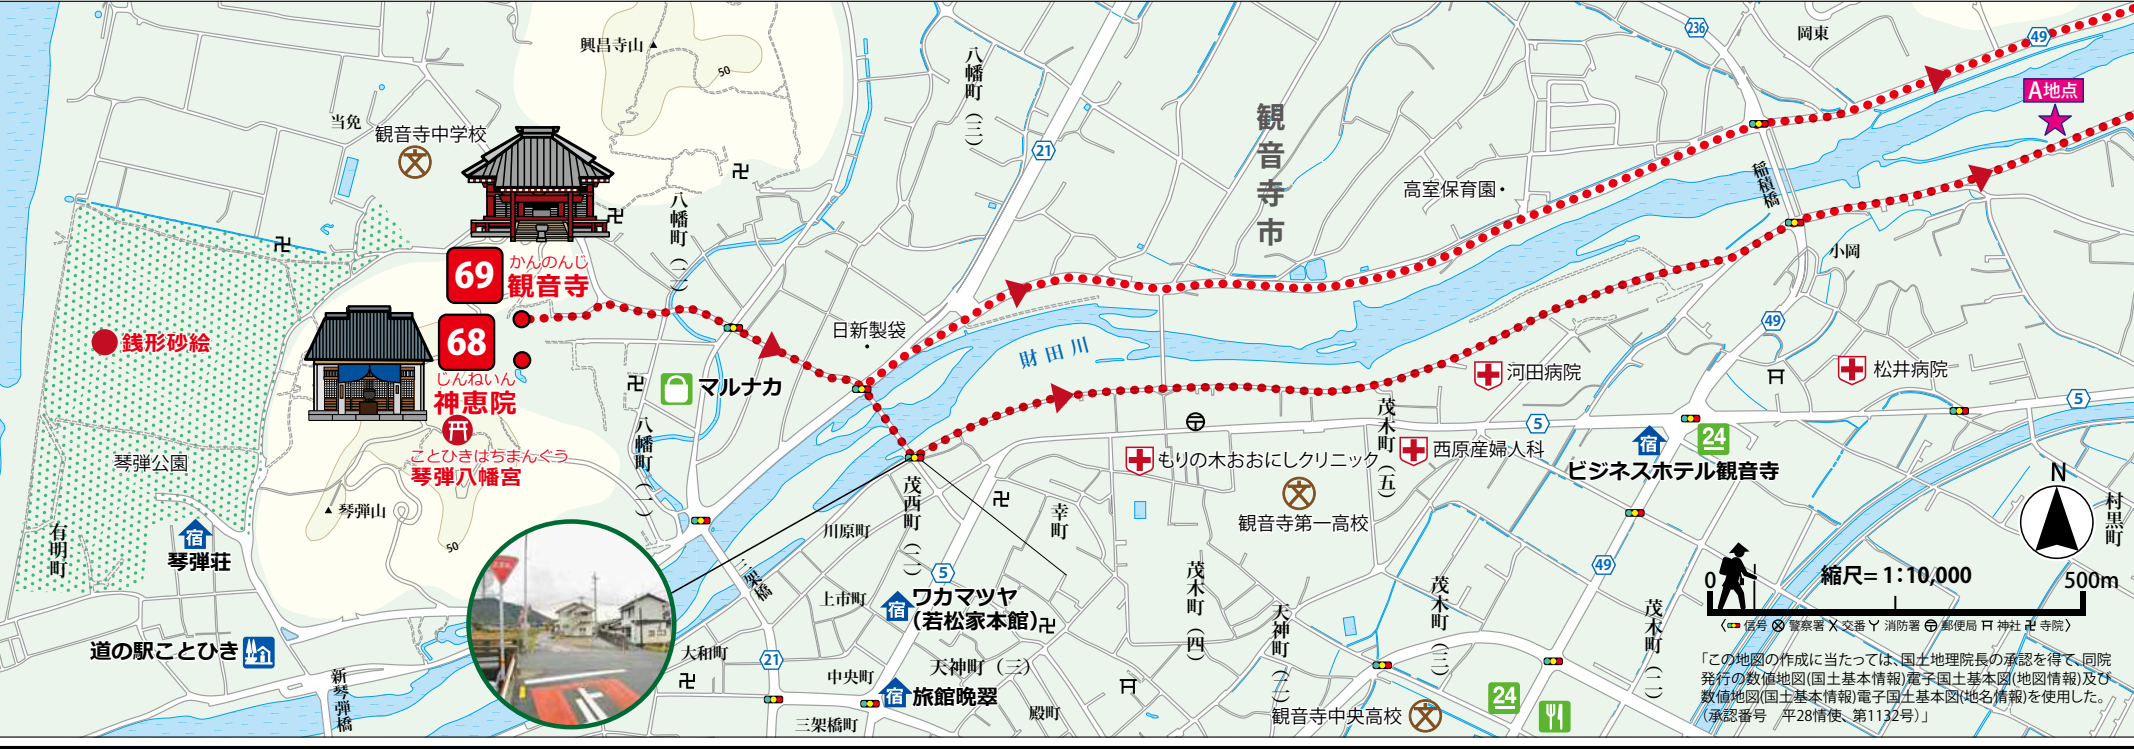 興昌寺山
50
八幡町(三)
236
岡東
49
A地点
当免
観音寺中学校
21
観音寺市
高室保育園
稲積橋
八幡町(二)
小岡
69
かんのんじ
観音寺
68
じんねいん
神恵院
銭形砂絵
日新製袋
財田川
49
マルナカ
河田病院
松井病院
5
5
ことひきはちまんぐう
琴弾八幡宮
琴弾公園
琴弾山
50
八幡町(一)
茂木町(五)
西原産婦人科
もりの木おおにしクリニック
24
ビジネスホテル観音寺
N
観音寺第一高校
茂西町(二)
幸町
川原町
村黒町
有明町
宿
琴弾荘
三架橋
5
49
茂木町(四)
茂木町(三)
天神町(二)
茂木町(二)
上市町
宿
ワカマツヤ
(若松家本館)
宿
0
縮尺=1:10,000
500m
〈信号 警察署 交番 消防署 郵便局 神社 寺院〉
道の駅ことひき
新琴弾橋
大和町
21
中央町
天神町(三)
宿
旅館晩翠
三架橋町
殿町
観音寺中央高校
24
「この地図の作成に当たっては、国土地理院長の承認を得て、同院
発行の数値地図(国土基本情報)電子国土基本図(地図情報)及び
数値地図(国土基本情報)電子国土基本図(地名情報)を使用した。
(承認番号　平28情使、第1132号)」